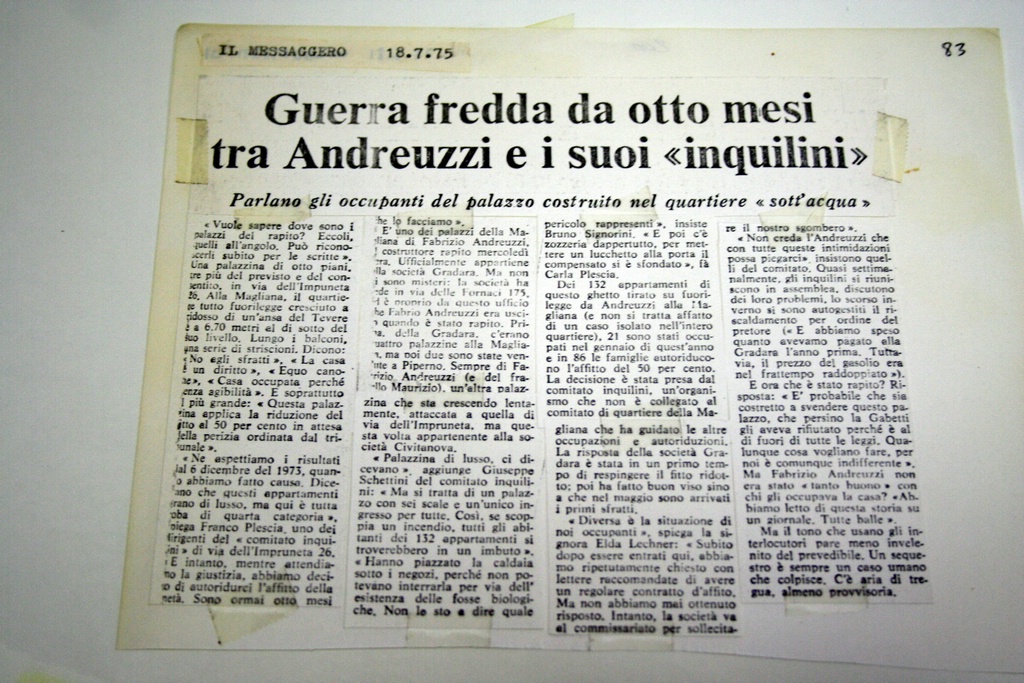 IL MESSAGGERO 18.7.75
83
Guerra fredda da otto mesi
tra Andreuzzi e i suoi «inquilini»
Parlano gli occupanti del palazzo costruito nel quartiere «sott'acqua»
«Vuole sapere dove sono i
palazzi del rapito? Eccoli,
quelli all'angolo. Può ricono-
scerli subito per le scritte».
Una palazzina di otto piani,
tre più del previsto e del con-
sentito, in via dell'Impruneta
26. Alla Magliana, il quartie-
re tutto fuorilegge cresciuto a
ridosso di un'ansa del Tevere
a 6.70 metri al di sotto del
suo livello. Lungo i balconi,
una serie di striscioni. Dicono:
«No agli sfratti», «La casa
è un diritto», «Equo cano-
ne», «Casa occupata perché
senza agibilità». E soprattutto
il più grande: «Questa palaz-
zina applica la riduzione del
fitto al 50 per cento in attesa
della perizia ordinata dal tri-
bunale».
«Ne aspettiamo i risultati
dal 6 dicembre del 1973, quan-
do abbiamo fatto causa. Dice-
vano che questi appartamenti
erano di lusso, ma qui è tutta
roba di quarta categoria»,
spiega Franco Plescia, uno dei
dirigenti del «comitato inqui-
lini» di via dell'Impruneta 26.
«E intanto, mentre attendia-
mo la giustizia, abbiamo deci-
so di autoridurci l'affitto della
metà. Sono ormai otto mesi
che lo facciamo».
E' uno dei palazzi della Ma-
gliana di Fabrizio Andreuzzi,
il costruttore rapito mercoledì
sera. Ufficialmente appartiene
alla società Gradara. Ma non
ci sono misteri: la società ha
sede in via delle Fornaci 175,
ed è proprio da questo ufficio
che Fabrio Andreuzzi era usci-
to quando è stato rapito. Pri-
ma, della Gradara, c'erano
quattro palazzine alla Maglia-
na, ma poi due sono state ven-
dute a Piperno. Sempre di Fa-
brizio Andreuzzi (e del fra-
tello Maurizio), un'altra palaz-
zina che sta crescendo lenta-
mente, attaccata a quella di
via dell'Impruneta, ma que-
sta volta appartenente alla so-
cietà Civitanova.
«Palazzina di lusso, ci di-
cevano», aggiunge Giuseppe
Schettini del comitato inquili-
ni: «Ma si tratta di un palaz-
zo con sei scale e un'unico in-
gresso per tutte. Così, se scop-
pia un incendio, tutti gli abi-
tanti dei 132 appartamenti si
troverebbero in un imbuto».
«Hanno piazzato la caldaia
sotto i negozi, perché non po-
tevano interrarla per via dell'
esistenza delle fosse biologi-
che. Non le sto a dire quale
pericolo rappresenti», insiste
Bruno Signorini. «E poi c'è
zozzeria dappertutto, per met-
tere un lucchetto alla porta il
compensato si è sfondato», fa
Carla Plescia.
Dei 132 appartamenti di
questo ghetto tirato su fuori-
legge da Andreuzzi alla Ma-
gliana (e non si tratta affatto
di un caso isolato nell'intero
quartiere), 21 sono stati occu-
pati nel gennaio di quest'anno
e in 86 le famiglie autoriduco-
no l'affitto del 50 per cento.
La decisione è stata presa dal
comitato inquilini, un'organi-
smo che non è collegato al
comitato di quartiere della Ma-
gliana che ha guidato le altre
occupazioni e autoriduzioni.
La risposta della società Gra-
dara è stata in un primo tem-
po di respingere il fitto ridot-
to; poi ha fatto buon viso sino
a che nel maggio sono arrivati
i primi sfratti.
«Diversa è la situazione di
noi occupanti», spiega la si-
gnora Elda Lechner: «Subito
dopo essere entrati qui, abbia-
mo ripetutamente chiesto con
lettere raccomandate di avere
un regolare contratto d'affito.
Ma non abbiamo mai ottenuto
risposto. Intanto, la società va
al commissariato per sollecita-
re il nostro sgombero».
«Non creda l'Andreuzzi che
con tutte queste intimidazioni
possa piegarci», insistono quel-
li del comitato. Quasi settima-
nalmente, gli inquilini si riuni-
scono in assemblea, discutono
dei loro problemi, lo scorso in-
verno si sono autogestiti il ri-
scaldamento per ordine del
pretore («E abbiamo speso
quanto avevamo pagato alla
Gradara l'anno prima. Tutta-
via, il prezzo del gasolio era
nel frattempo raddoppiato»).
E ora che è stato rapito? Ri-
sposta: «E' probabile che sia
costretto a svendere questo pa-
lazzo, che persino la Gabetti
gli aveva rifiutato perché è al
di fuori di tutte le leggi. Qua-
lunque cosa vogliano fare, per
noi è comunque indifferente».
Ma Fabrizio Andreuzzi non
era stato «tanto buono» con
chi gli occupava la casa? «Ab-
biamo letto di questa storia su
un giornale. Tutte balle».
Ma il tono che usano gli in-
terlocutori pare meno invele-
nito del prevedibile. Un seque-
stro è sempre un caso umano
che colpisce. C'è aria di tre-
gua, almeno provvisoria.